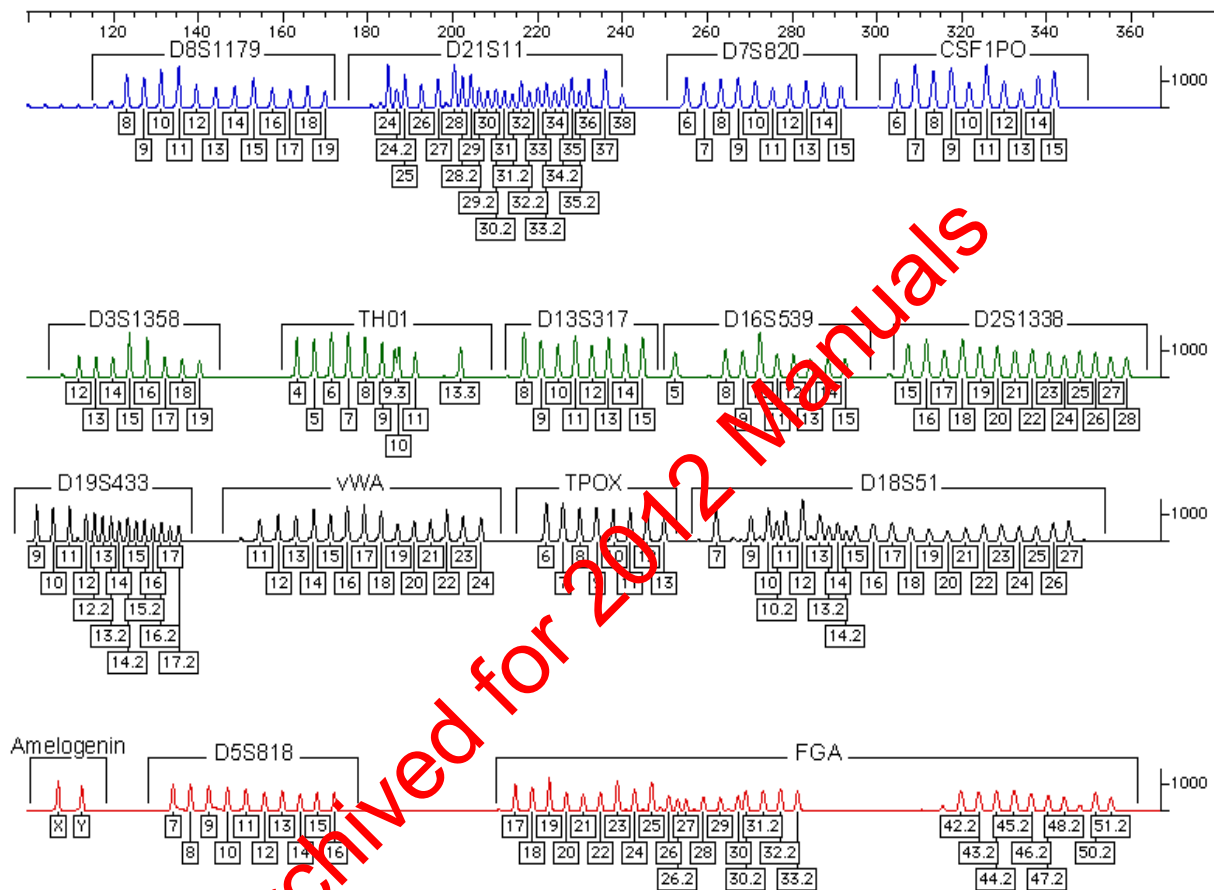 120 140 160 180 200 220 240 260 280 300 320 340 360
D8S1179 D21S11 D7S820 CSF1PO
1000
8 10 12 14 16 18 24 26 28 30 32 34 36 38 6 8 10 12 14 6 8 10 12 14
9 11 13 15 17 19 24.2 27 29 31 33 35 37 7 9 11 13 15 7 9 11 13 15
25 28.2 31.2 34.2
29.2 32.2 35.2
30.2 33.2
D3S1358 TH01 D13S317 D16S539 D2S1338
1000
12 14 16 18 4 6 8 9.3 11 13.3 8 10 12 14 5 8 12 14 15 17 19 21 23 25 27
13 15 17 19 5 7 9 9 11 13 15 9 11 13 15 16 18 20 22 24 26 28
10
D19S433 vWA TPOX D18S51
1000
9 11 13 15 17 11 13 15 17 19 21 23 6 8 7 9 11 13 15 17 19 21 23 25 27
10 12 14 16 12 14 16 18 20 22 24 7 9 11 13 10 12 14 16 18 20 22 24 26
12.2 15.2 10.2 13.2
13.2 16.2 14.2
14.2 17.2
Amelogenin D5S818 FGA
1000
X Y 7 9 11 13 15 17 19 21 23 25 27 29 31.2 42.2 45.2 48.2 51.2
8 10 12 14 16 18 20 22 24 26 28 30 32.2 43.2 46.2 50.2
26.2 30.2 33.2 44.2 47.2
chived for 2012 Manuals